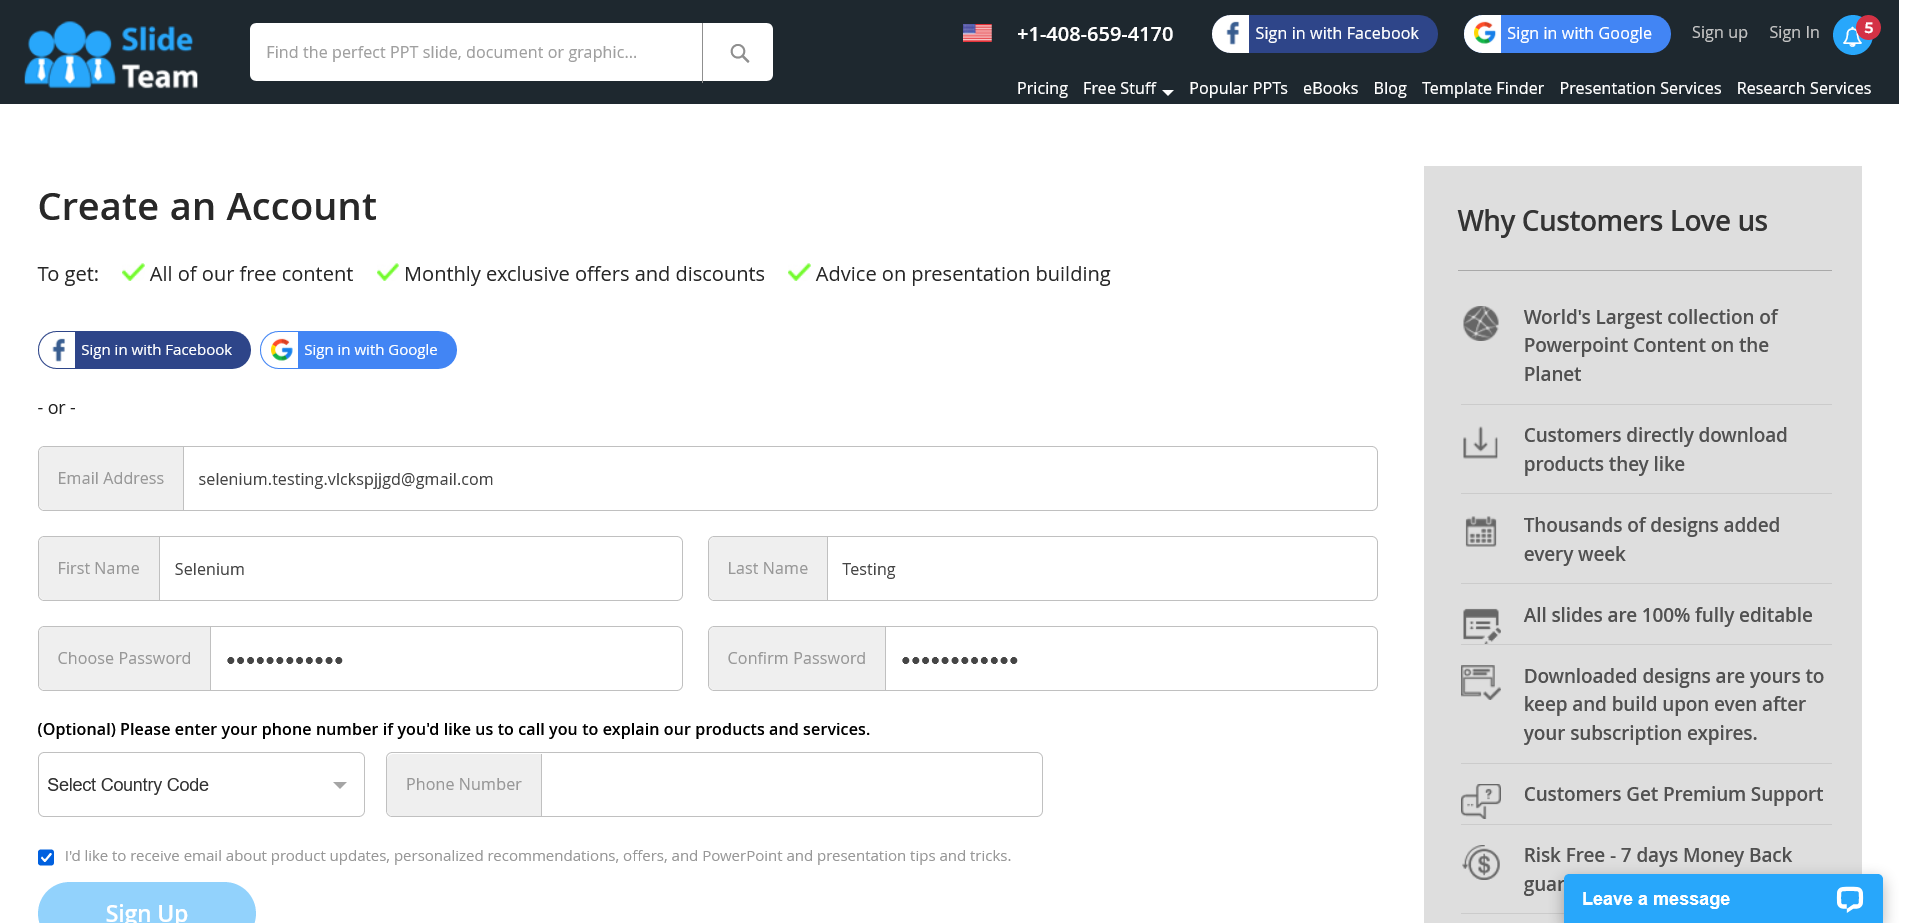 Slide
Team
Find the perfect PPT slide, document or graphic...
+1-408-659-4170
Sign in with Facebook
Sign in with Google
Sign up
Sign In
5
Pricing
Free Stuff
Popular PPTs
eBooks
Blog
Template Finder
Presentation Services
Research Services
Create an Account
To get:
All of our free content
Monthly exclusive offers and discounts
Advice on presentation building
Sign in with Facebook
Sign in with Google
- or -
Email Address
selenium.testing.vlckspjjgd@gmail.com
First Name
Selenium
Last Name
Testing
Choose Password
Confirm Password
(Optional) Please enter your phone number if you'd like us to call you to explain our products and services.
Select Country Code
Phone Number
I'd like to receive email about product updates, personalized recommendations, offers, and PowerPoint and presentation tips and tricks.
Sign Up
Why Customers Love us
World's Largest collection of
Powerpoint Content on the
Planet
Customers directly download
products they like
Thousands of designs added
every week
All slides are 100% fully editable
Downloaded designs are yours to
keep and build upon even after
your subscription expires.
Customers Get Premium Support
Risk Free - 7 days Money Back
Leave a message